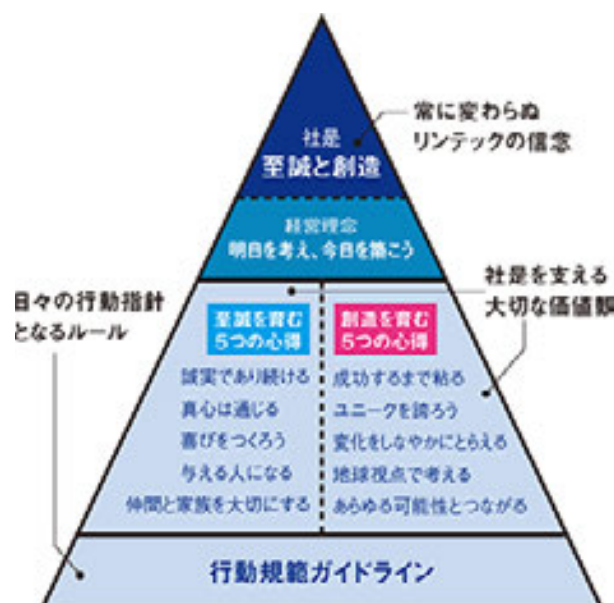 常に変わらぬ
リンテックの信念
社是
至誠と創造
経営理念
明日を考え、今日を築こう
日々の行動指針
となるルール
社是を支える
大切な価値観
至誠を育む
5つの心得
誠実であり続ける
真心は通じる
喜びをつくろう
与える人になる
仲間と家族を大切にする
創造を育む
5つの心得
成功するまで粘る
ユニークを誇ろう
変化をしなやかにとらえる
地球視点で考える
あらゆる可能性とつながる
行動規範ガイドライン